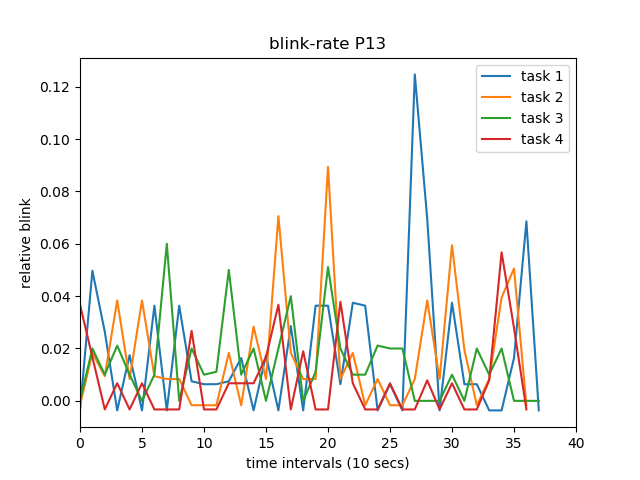 blink-rate P13
task 1
task 2
task 3
task 4
0.12
0.10
0.08
0.06
0.04
0.02
0.00
relative blink
0 5 10 15 20 25 30 35 40
time intervals (10 secs)